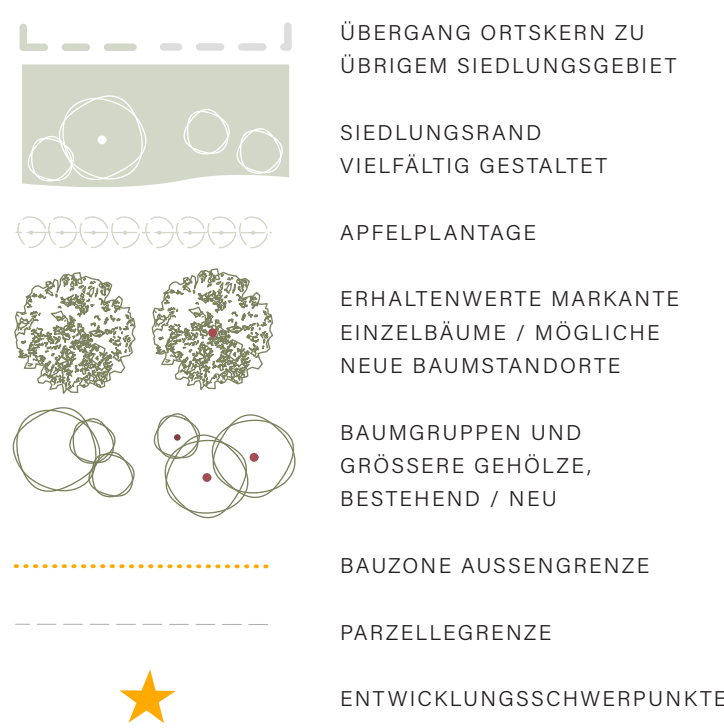 ÜBERGANG ORTSKERN ZU
ÜBRIGEM SIEDLUNGSGEBIET
SIEDLUNGSRAND
VIELFÄLTIG GESTALTET
APFELPLANTAGE
ERHALTENWERTE MARKANTE
EINZELBÄUME / MÖGLICHE
NEUE BAUMSTANDORTE
BAUMGRUPPEN UND
GRÖSSERE GEHÖLZE,
BESTEHEND / NEU
BAUZONE AUSSENGRENZE
PARZELLEGRENZE
ENTWICKLUNGSSCHWERPUNKTE